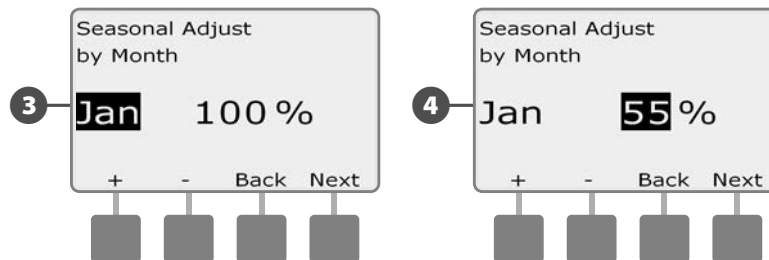 Seasonal Adjust
by Month
3
Jan 100 %
+ - Back Next
Seasonal Adjust
by Month
4
Jan 55 %
+ - Back Next